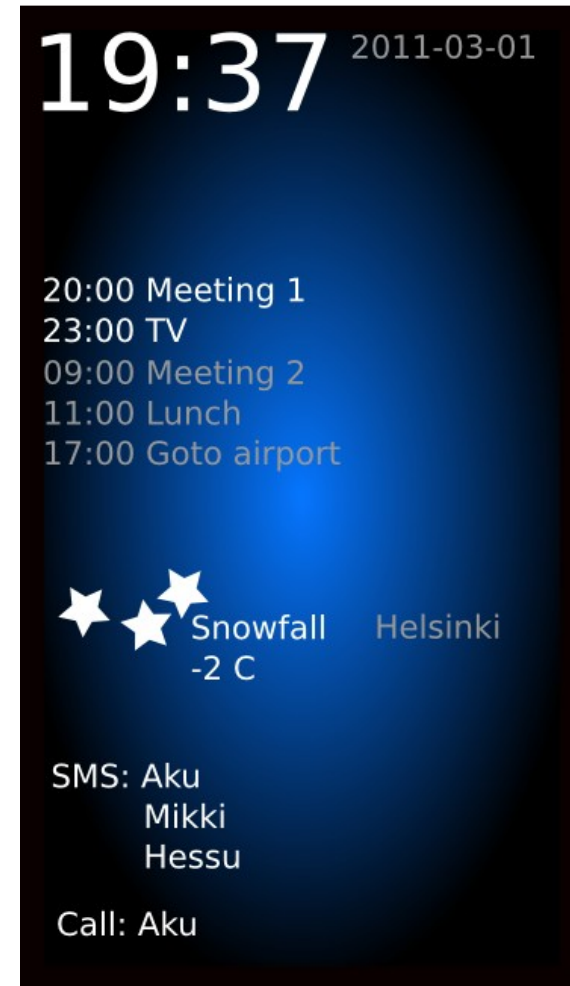 19:37 2011-03-01
20:00 Meeting 1
23:00 TV
09:00 Meeting 2
11:00 Lunch
17:00 Goto airport
Snowfall Helsinki
-2 C
SMS: Aku
Mikki
Hessu
Call: Aku